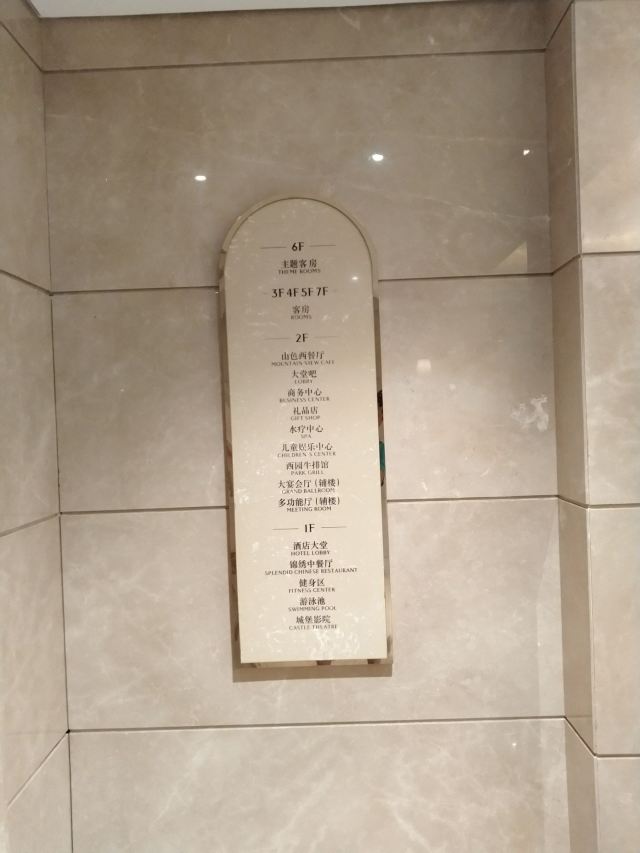 6F
主题客房
THEME ROOMS
3F 4F 5F 7F
客房
ROOMS
2F
山色西餐厅
MOUNTAIN VIEW CAFE
大堂吧
LOBBY
商务中心
BUSINESS CENTER
礼品店
GIFT SHOP
水疗中心
SPA
儿童娱乐中心
CHILDREN'S CENTER
西园牛排馆
PARK GRILL
大宴会厅（辅楼）
GRAND BALLROOM
多功能厅（辅楼）
MEETING ROOM
1F
酒店大堂
HOTEL LOBBY
锦绣中餐厅
SPLENDID CHINESE RESTAURANT
健身区
FITNESS CENTER
游泳池
SWIMMING POOL
城堡影院
CASTLE THEATRE